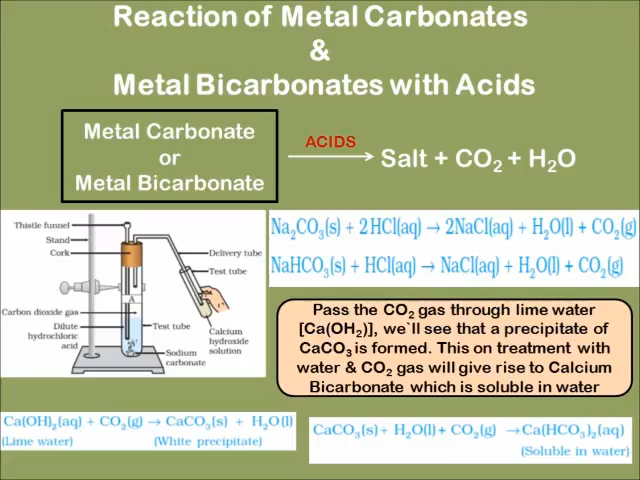 Reaction of Metal Carbonates
&
Metal Bicarbonates with Acids
Metal Carbonate
or
Metal Bicarbonate
ACIDS
Salt + CO₂ + H₂O
Thistle funnel
Stand
Cork
Delivery tube
Test tube
A
Carbon dioxide gas
Dilute
hydrochloric
acid
Test tube
Calcium
hydroxide
solution
Sodium
carbonate
Na₂CO₃(s) + 2HCl(aq) → 2NaCl(aq) + H₂O(l) + CO₂(g)
NaHCO₃(s) + HCl(aq) → NaCl(aq) + H₂O(l) + CO₂(g)
Pass the CO₂ gas through lime water
[Ca(OH₂)], we`ll see that a precipitate of
CaCO₃ is formed. This on treatment with
water & CO₂ gas will give rise to Calcium
Bicarbonate which is soluble in water
Ca(OH)₂(aq) + CO₂(g) → CaCO₃(s) + H₂O(l)
(Lime water) (White precipitate)
CaCO₃(s) + H₂O(l) + CO₂(g) → Ca(HCO₃)₂(aq)
(Soluble in water)